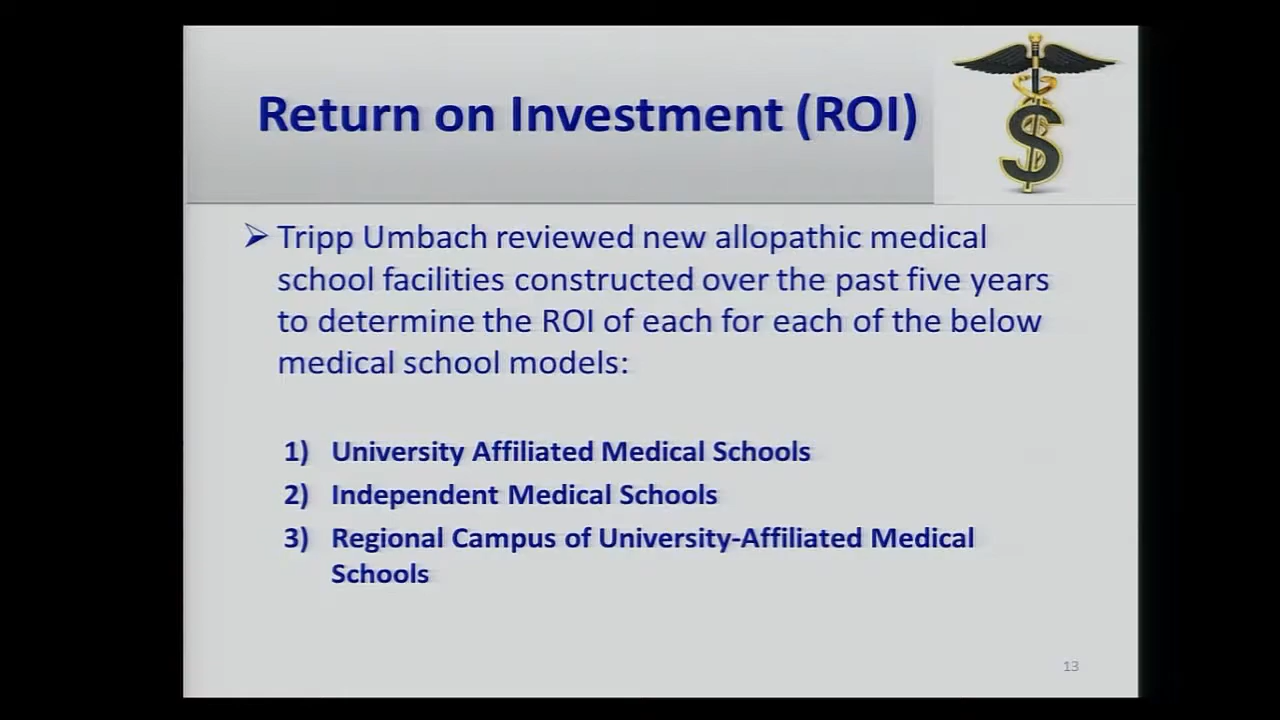 Return on Investment (ROI)
➢ Tripp Umbach reviewed new allopathic medical
school facilities constructed over the past five years
to determine the ROI of each for each of the below
medical school models:
1) University Affiliated Medical Schools
2) Independent Medical Schools
3) Regional Campus of University-Affiliated Medical
Schools
13